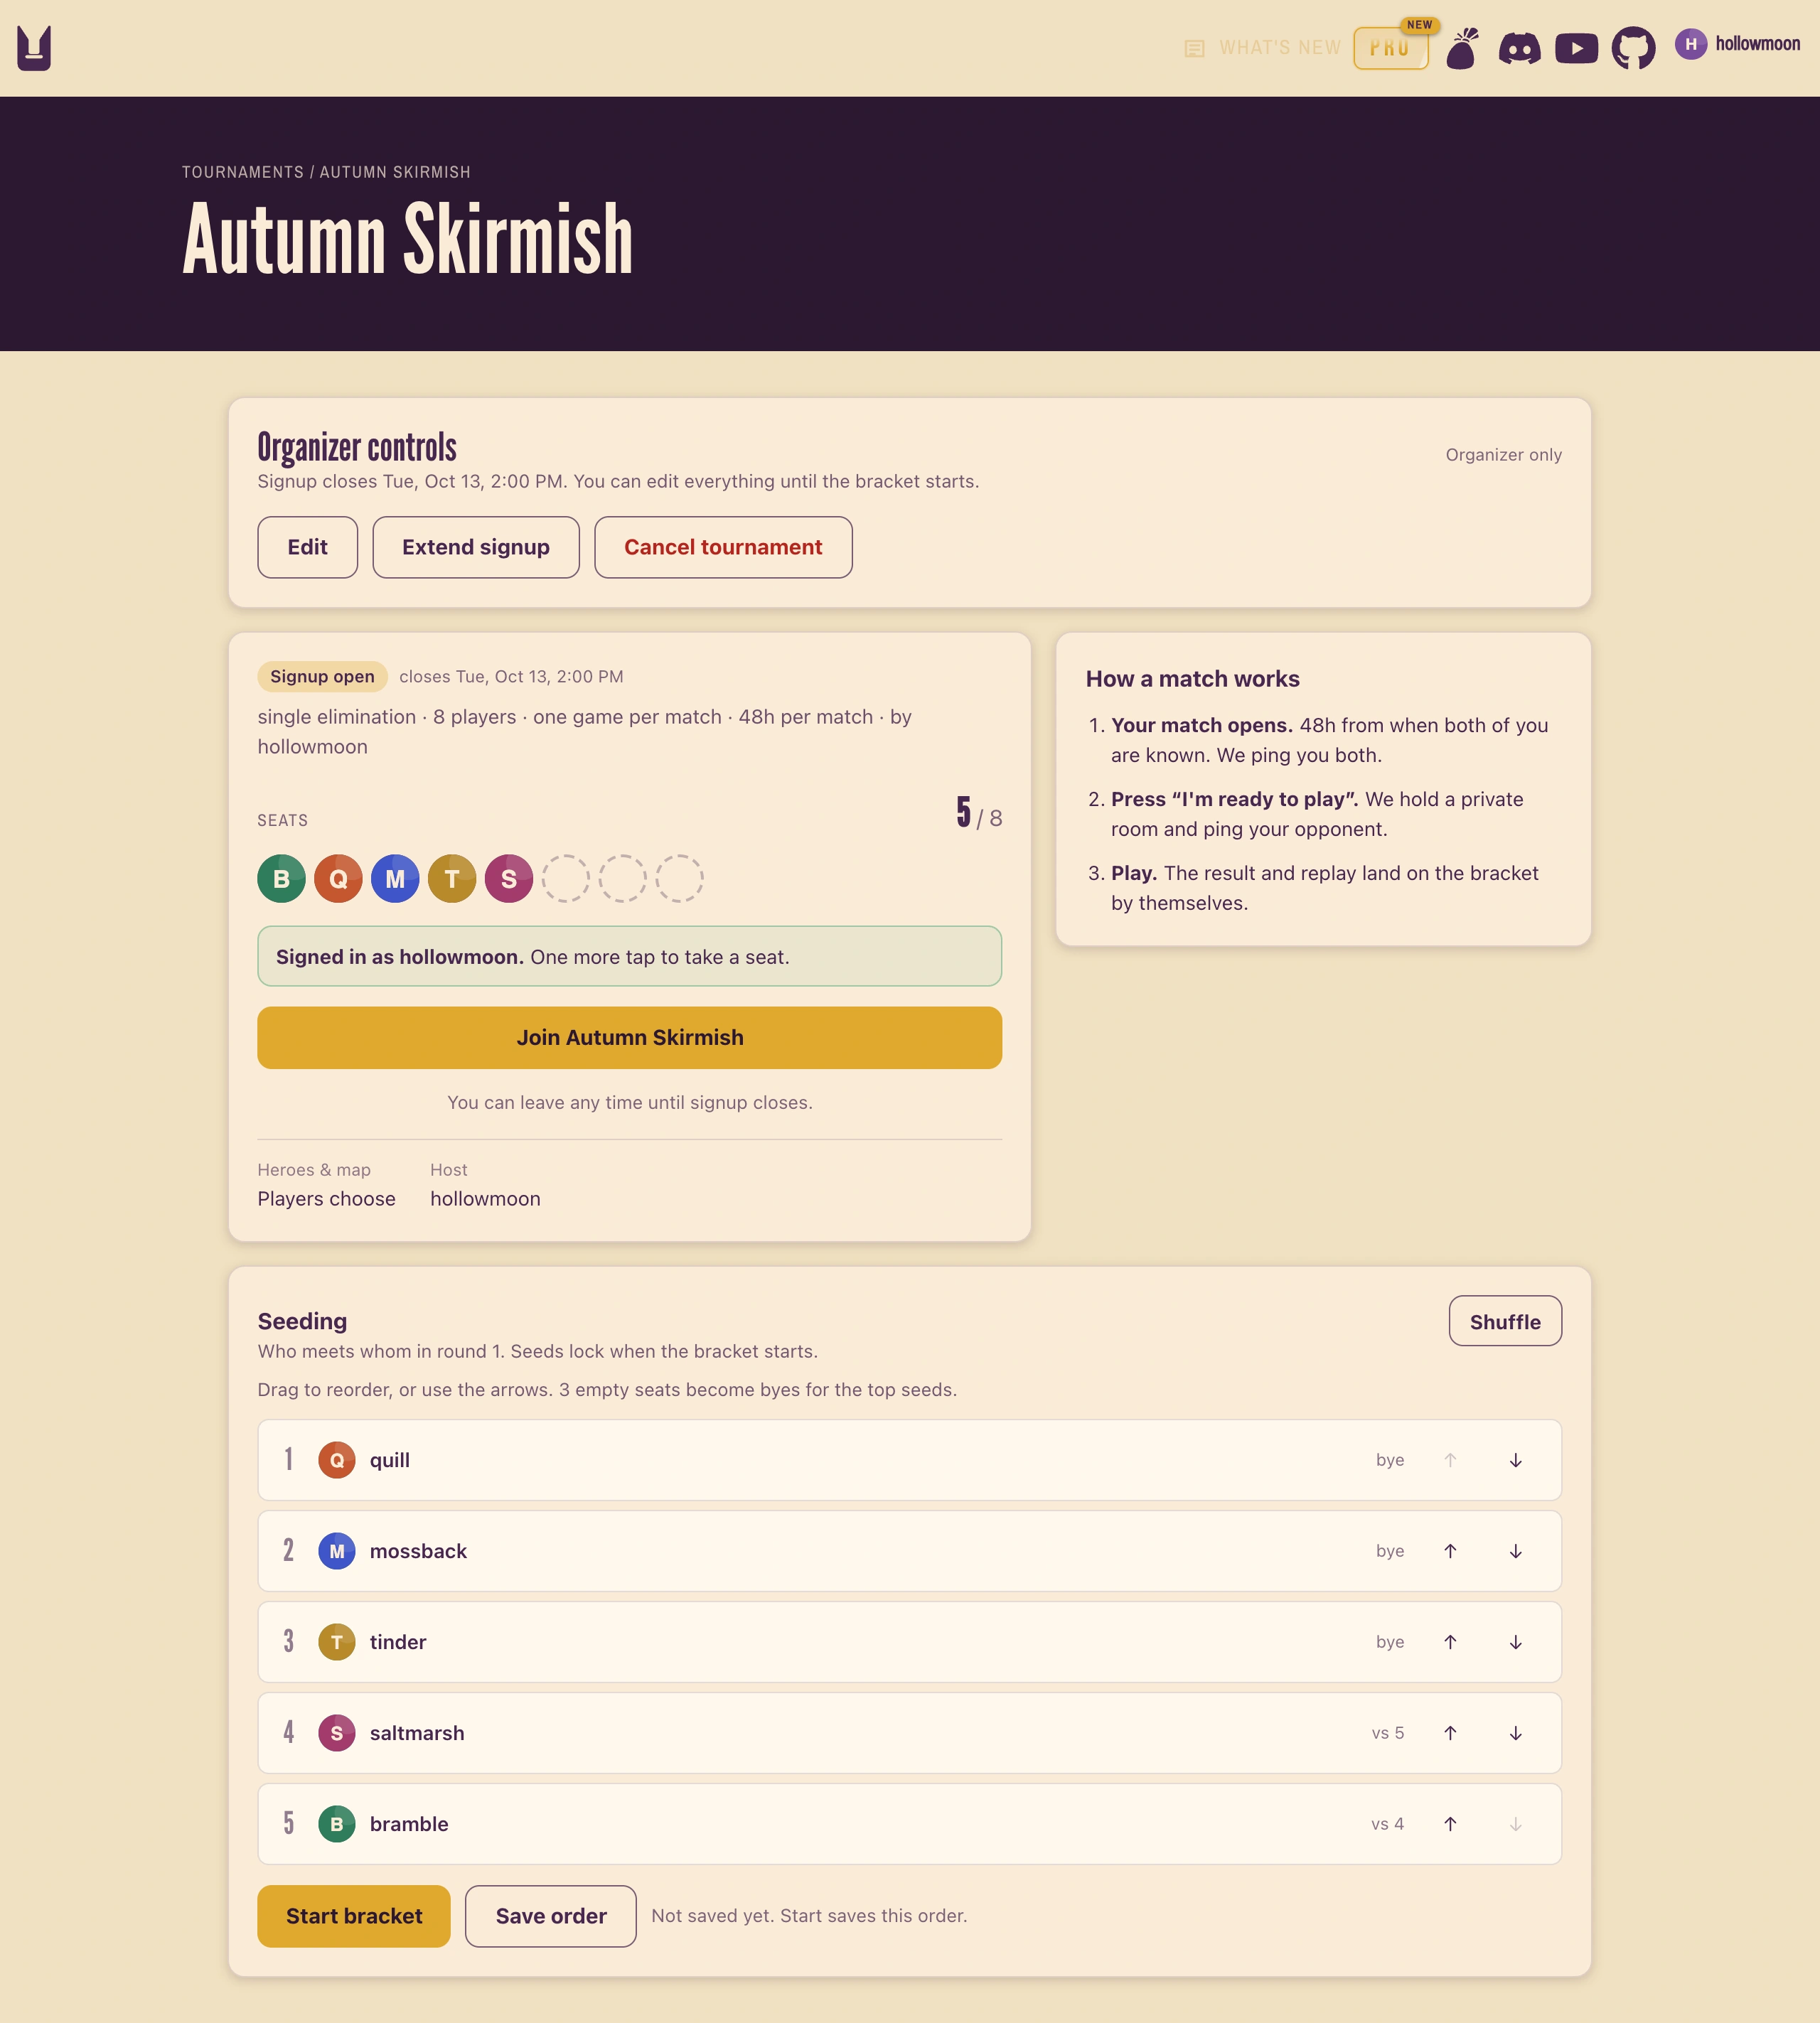 WHAT'S NEW
PRO
NEW
H
hollowmoon
TOURNAMENTS / AUTUMN SKIRMISH
Autumn Skirmish
Organizer controls
Organizer only
Signup closes Tue, Oct 13, 2:00 PM. You can edit everything until the bracket starts.
Edit
Extend signup
Cancel tournament
Signup open
closes Tue, Oct 13, 2:00 PM
single elimination · 8 players · one game per match · 48h per match · by
hollowmoon
SEATS
5 / 8
B
Q
M
T
S
Signed in as hollowmoon. One more tap to take a seat.
Join Autumn Skirmish
You can leave any time until signup closes.
Heroes & map
Players choose
Host
hollowmoon
How a match works
1. Your match opens. 48h from when both of you
are known. We ping you both.
2. Press “I'm ready to play”. We hold a private
room and ping your opponent.
3. Play. The result and replay land on the bracket
by themselves.
Seeding
Shuffle
Who meets whom in round 1. Seeds lock when the bracket starts.
Drag to reorder, or use the arrows. 3 empty seats become byes for the top seeds.
1 Q quill bye ↑ ↓
2 M mossback bye ↑ ↓
3 T tinder bye ↑ ↓
4 S saltmarsh vs 5 ↑ ↓
5 B bramble vs 4 ↑ ↓
Start bracket
Save order
Not saved yet. Start saves this order.